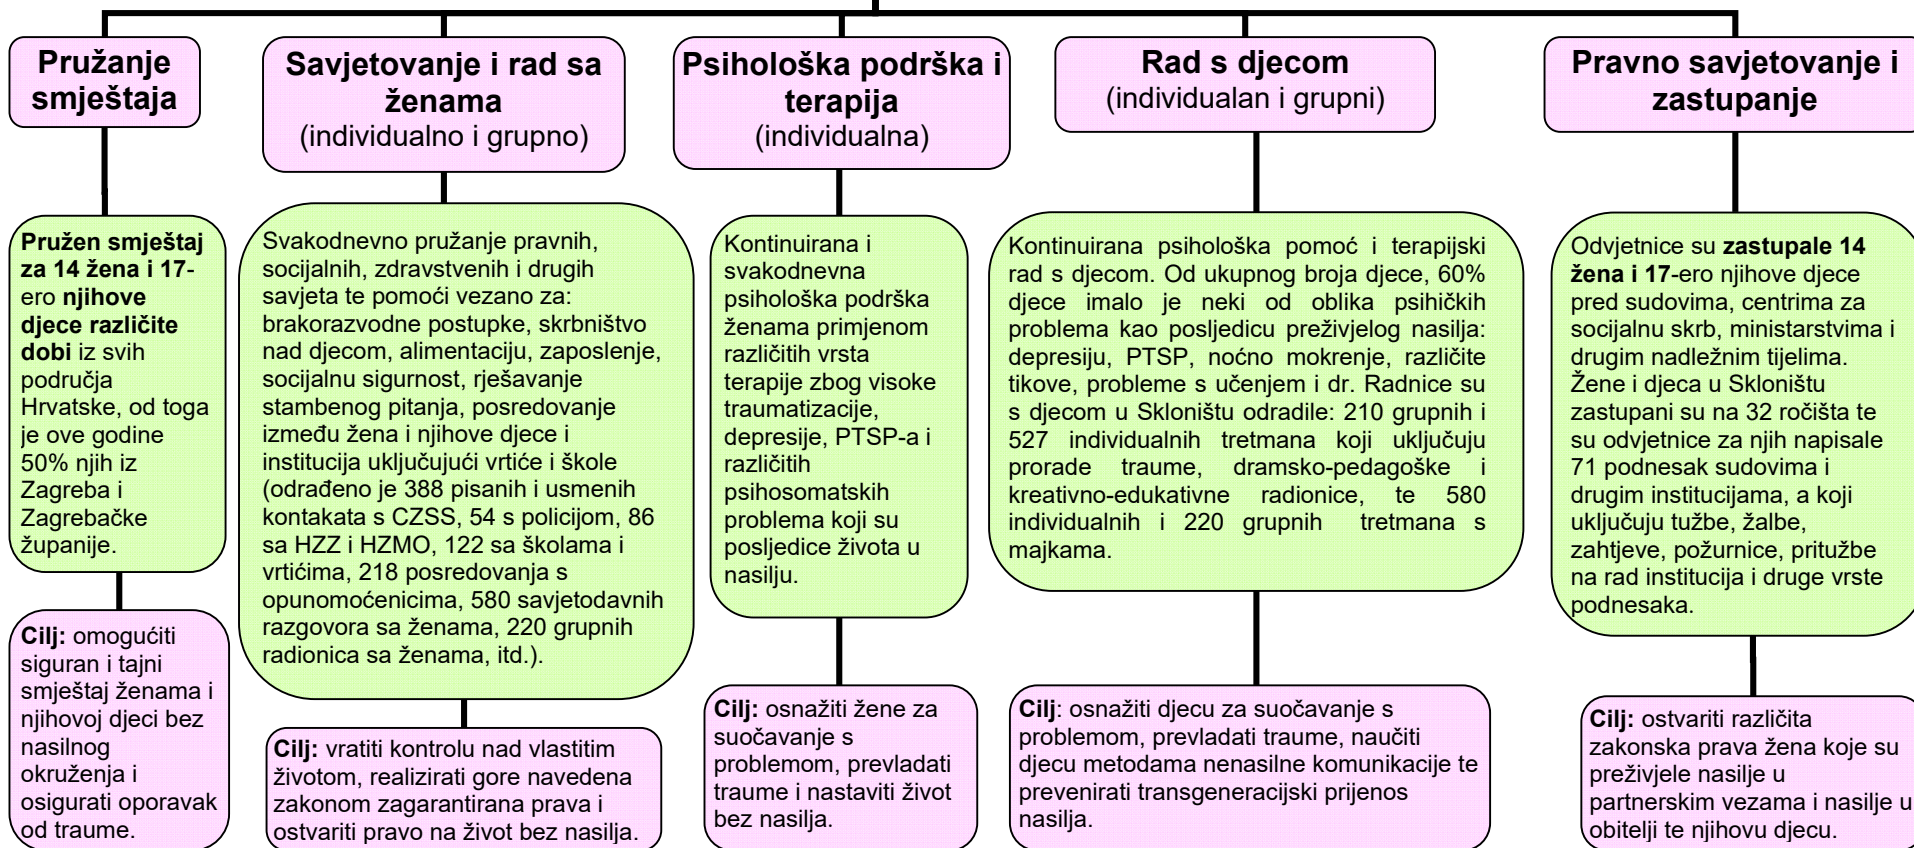 Pružanje
smještaja
Savjetovanje i rad sa
ženama
(individualno i grupno)
Psihološka podrška i
terapija
(individualna)
Rad s djecom
(individualan i grupni)
Pravno savjetovanje i
zastupanje
Pružen smještaj
za 14 žena i 17-
ero njihove
djece različite
dobi iz svih
područja
Hrvatske, od toga
je ove godine
50% njih iz
Zagreba i
Zagrebačke
županije.
Svakodnevno pružanje pravnih,
socijalnih, zdravstvenih i drugih
savjeta te pomoći vezano za:
brakorazvodne postupke, skrbništvo
nad djecom, alimentaciju, zaposlenje,
socijalnu sigurnost, rješavanje
stambenog pitanja, posredovanje
između žena i njihove djece i
institucija uključujući vrtiće i škole
(odrađeno je 388 pisanih i usmenih
kontakata s CZSS, 54 s policijom, 86
sa HZZ i HZMO, 122 sa školama i
vrtićima, 218 posredovanja s
opunomoćenicima, 580 savjetodavnih
razgovora sa ženama, 220 grupnih
radionica sa ženama, itd.).
Kontinuirana i
svakodnevna
psihološka podrška
ženama primjenom
različitih vrsta
terapije zbog visoke
traumatizacije,
depresije, PTSP-a i
različitih
psihosomatskih
problema koji su
posljedice života u
nasilju.
Kontinuirana psihološka pomoć i terapijski
rad s djecom. Od ukupnog broja djece, 60%
djece imalo je neki od oblika psihičkih
problema kao posljedicu preživjelog nasilja:
depresiju, PTSP, noćno mokrenje, različite
tikove, probleme s učenjem i dr. Radnice su
s djecom u Skloništu odradile: 210 grupnih i
527 individualnih tretmana koji uključuju
prorade traume, dramsko-pedagoške i
kreativno-edukativne radionice, te 580
individualnih i 220 grupnih tretmana s
majkama.
Odvjetnice su zastupale 14
žena i 17-ero njihove djece
pred sudovima, centrima za
socijalnu skrb, ministarstvima i
drugim nadležnim tijelima.
Žene i djeca u Skloništu
zastupani su na 32 ročišta te
su odvjetnice za njih napisale
71 podnesak sudovima i
drugim institucijama, a koji
uključuju tužbe, žalbe,
zahtjeve, požurnice, pritužbe
na rad institucija i druge vrste
podnesaka.
Cilj: omogućiti
siguran i tajni
smještaj ženama i
njihovoj djeci bez
nasilnog
okruženja i
osigurati oporavak
od traume.
Cilj: vratiti kontrolu nad vlastitim
životom, realizirati gore navedena
zakonom zagarantirana prava i
ostvariti pravo na život bez nasilja.
Cilj: osnažiti žene za
suočavanje s
problemom, prevladati
traume i nastaviti život
bez nasilja.
Cilj: osnažiti djecu za suočavanje s
problemom, prevladati traume, naučiti
djecu metodama nenasilne komunikacije te
prevenirati transgeneracijski prijenos
nasilja.
Cilj: ostvariti različita
zakonska prava žena koje su
preživjele nasilje u
partnerskim vezama i nasilje u
obitelji te njihovu djecu.